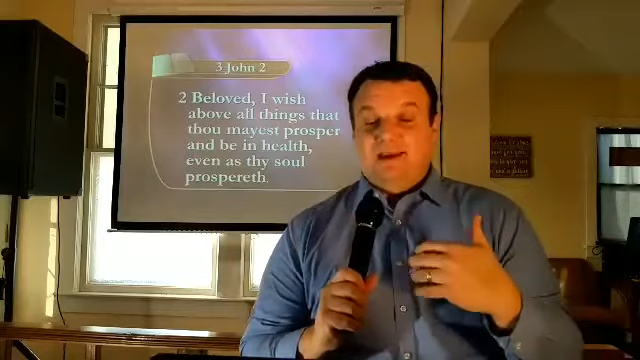 3 John 2
2 Beloved, I wish
above all things that
thou mayest prosper
and be in health,
even as thy soul
prospereth.